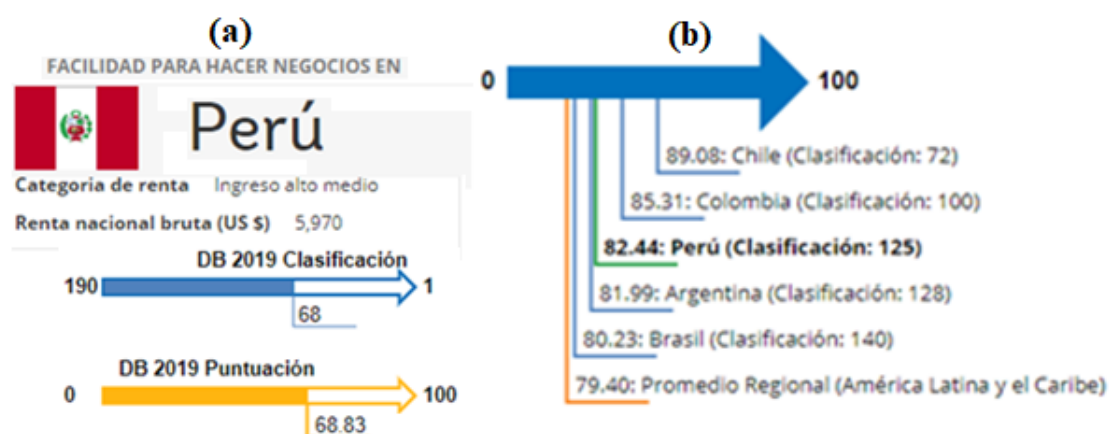 (a)
FACILIDAD PARA HACER NEGOCIOS EN
Perú
Categoria de renta Ingreso alto medio
Renta nacional bruta (US $) 5,970
DB 2019 Clasificación
190 1
68
DB 2019 Puntuación
0 100
68.83
(b)
0 100
89.08: Chile (Clasificación: 72)
85.31: Colombia (Clasificación: 100)
82.44: Perú (Clasificación: 125)
81.99: Argentina (Clasificación: 128)
80.23: Brasil (Clasificación: 140)
79.40: Promedio Regional (América Latina y el Caribe)